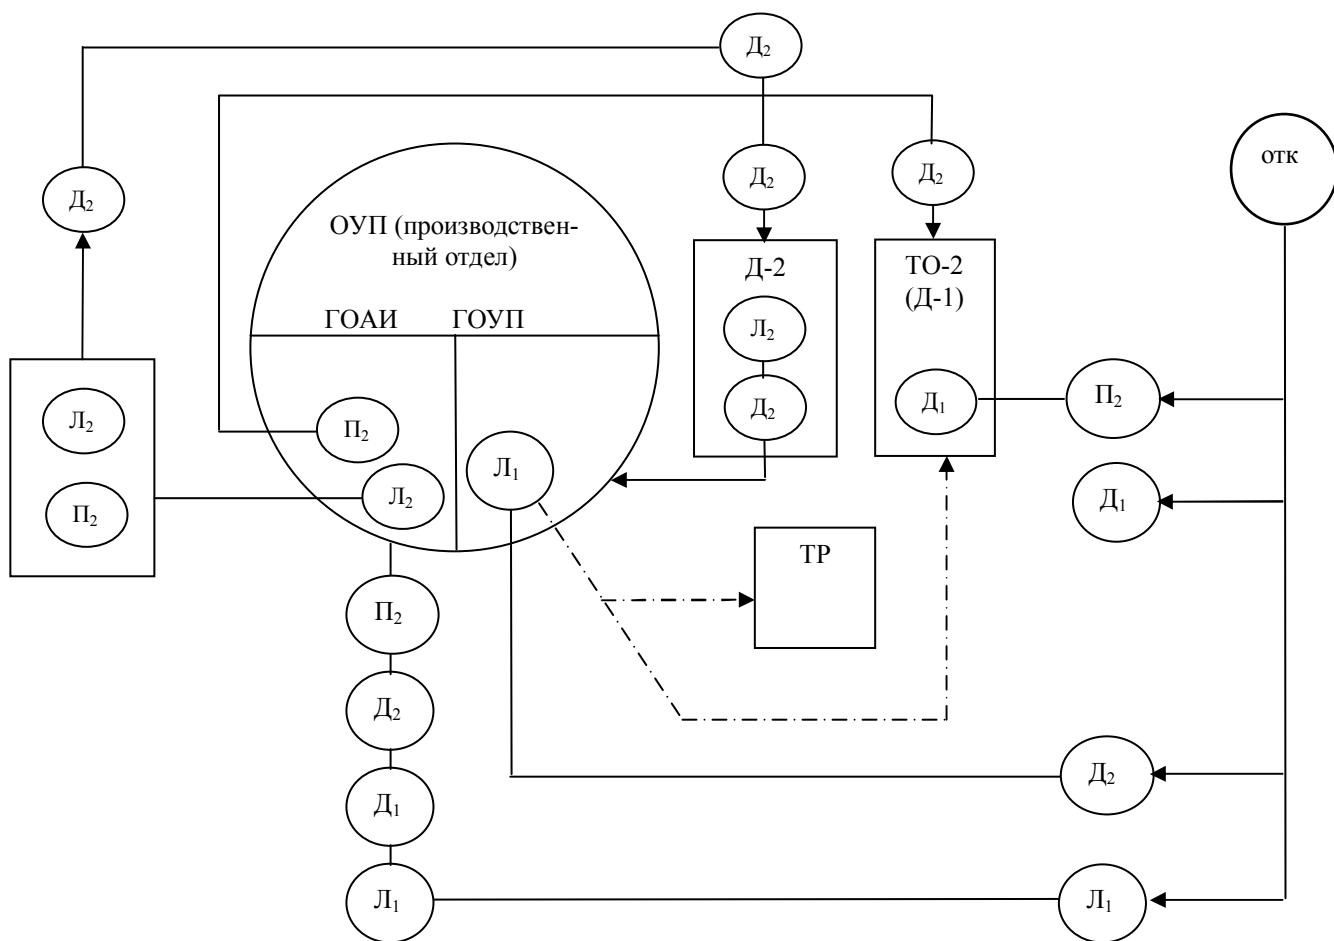 Д₂
Д₂
Д₂
отк
Д₂
ОУП (производствен-
ный отдел)
Д-2
ТО-2
(Д-1)
ГОАИ
ГОУП
Л₂
Л₂
Д₂
Д₁
П₂
П₂
Л₁
Л₂
П₂
Д₁
ТР
П₂
Д₂
Д₂
Д₁
Л₁
Л₁